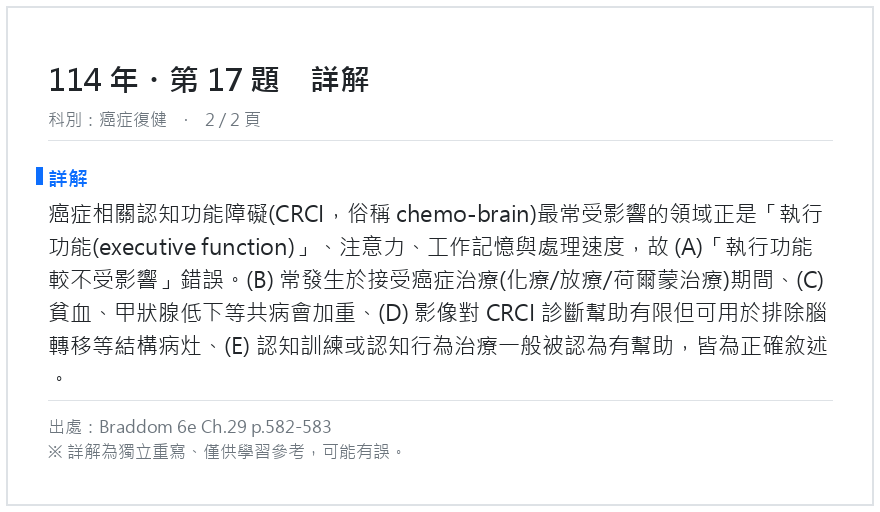 114 年・第 17 題　詳解
科別：癌症復健　·　2 / 2 頁
詳解
癌症相關認知功能障礙(CRCI，俗稱 chemo-brain)最常受影響的領域正是「執行
功能(executive function)」、注意力、工作記憶與處理速度，故 (A)「執行功能
較不受影響」錯誤。(B) 常發生於接受癌症治療(化療/放療/荷爾蒙治療)期間、(C)
貧血、甲狀腺低下等共病會加重、(D) 影像對 CRCI 診斷幫助有限但可用於排除腦
轉移等結構病灶、(E) 認知訓練或認知行為治療一般被認為有幫助，皆為正確敘述
。
出處：Braddom 6e Ch.29 p.582-583
※ 詳解為獨立重寫、僅供學習參考，可能有誤。